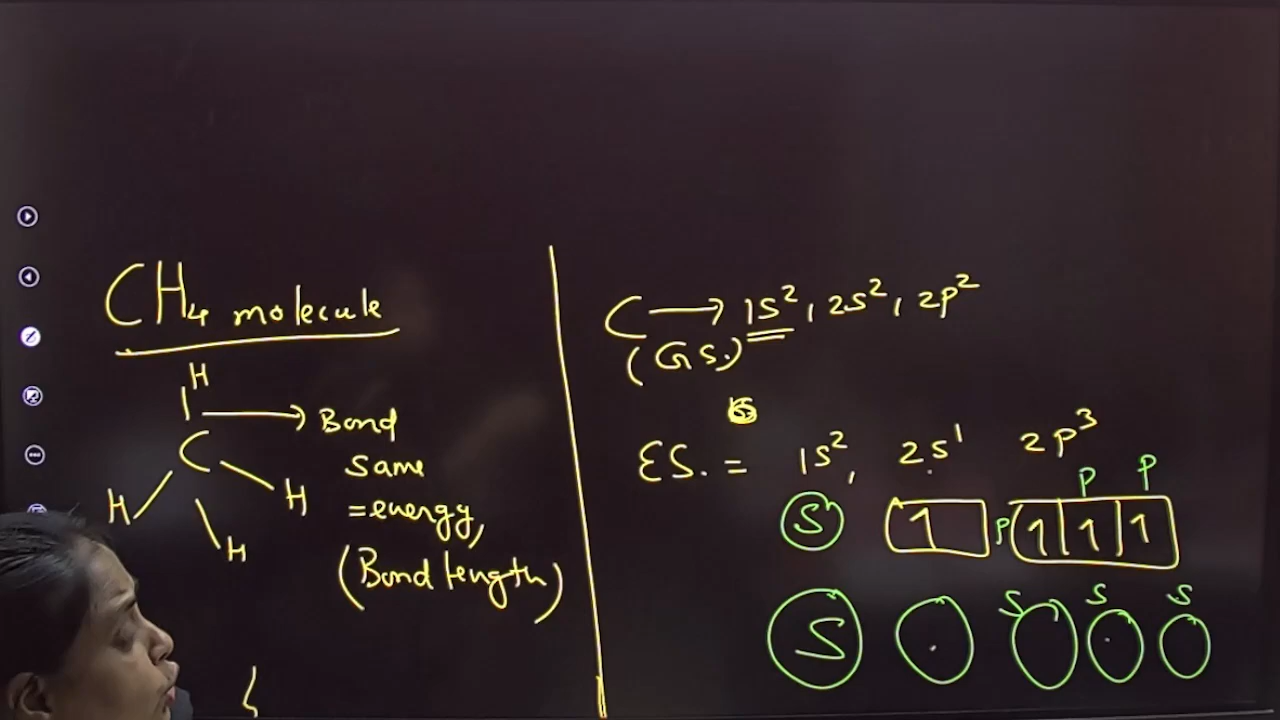 CH4 molecule
H
C → Bond
Same
= energy,
(Bond length)
H
H
H
C → 1s², 2s², 2p²
(G.S.)
E.S. = 1s², 2s¹ 2p³
P P
S 1 P 1 1 1
S S S
S